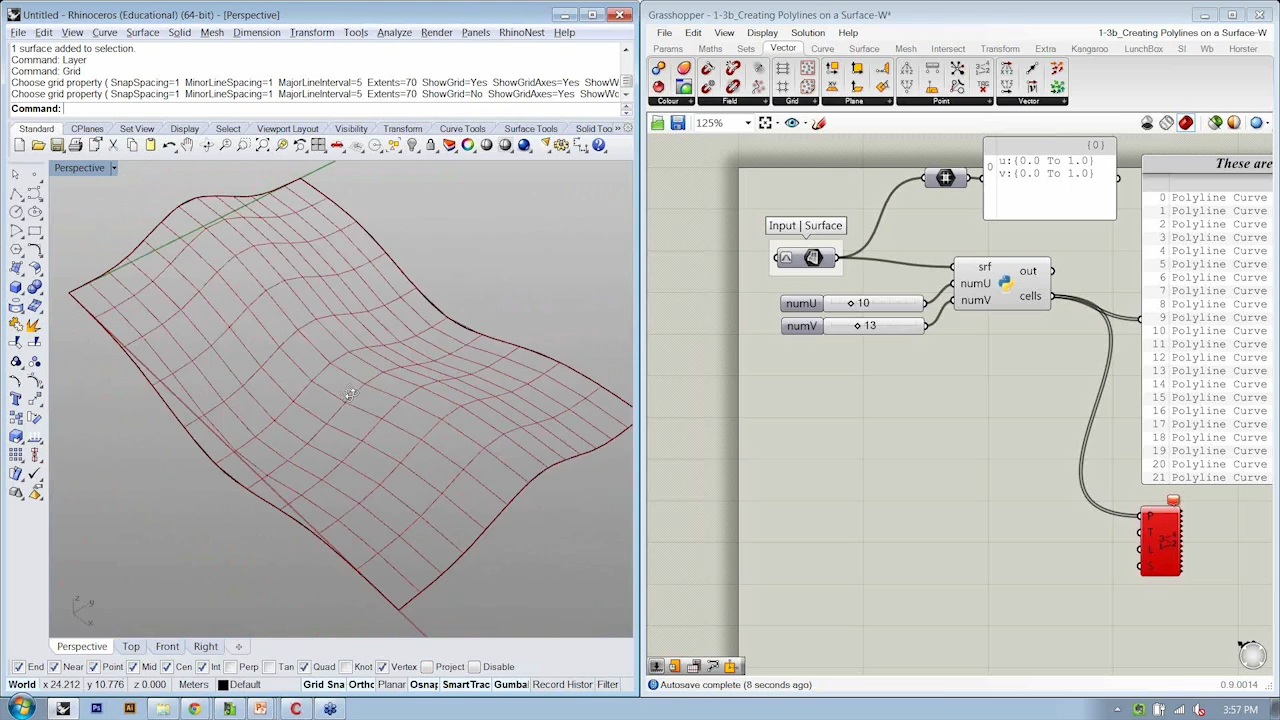 Untitled - Rhinoceros (Educational) (64-bit) - [Perspective]
File Edit View Curve Surface Solid Mesh Dimension Transform Tools Analyze Render Panels RhinoNest Help
1 surface added to selection.
Command: Layer
Command: Grid
Choose grid property ( SnapSpacing=1 MinorLineSpacing=1 MajorLineInterval=5 Extents=70 ShowGrid=Yes ShowGridAxes=Yes ShowW
Choose grid property ( SnapSpacing=1 MinorLineSpacing=1 MajorLineInterval=5 Extents=70 ShowGrid=No ShowGridAxes=Yes ShowWo
Command:
Standard CPlanes Set View Display Select Viewport Layout Visibility Transform Curve Tools Surface Tools Solid Too »
Perspective
z
y
x
Perspective Top Front Right
End Near Point Mid Cen Int Perp Tan Quad Knot Vertex Project Disable
World x 24.212 y 10.776 z 0.000 Meters Default Grid Sna Ortho Planar Osnap SmartTrac Gumba Record Histor Filter
Grasshopper - 1-3b_Creating Polylines on a Surface-W*
File Edit View Display Solution Help 1-3b_Creating Polylines on a Surface-W*
Params Maths Sets Vector Curve Surface Mesh Intersect Transform Extra Kangaroo LunchBox SI Wb Horster
Colour + Field + Grid + Plane + Point + Vector +
125%
{0}
0 u:{0.0 To 1.0}
v:{0.0 To 1.0}
These are
Input | Surface
srf
numU
numV
out
cells
numU 10
numV 13
0 Polyline Curve
1 Polyline Curve
2 Polyline Curve
3 Polyline Curve
4 Polyline Curve
5 Polyline Curve
6 Polyline Curve
7 Polyline Curve
8 Polyline Curve
9 Polyline Curve
10 Polyline Curve
11 Polyline Curve
12 Polyline Curve
13 Polyline Curve
14 Polyline Curve
15 Polyline Curve
16 Polyline Curve
17 Polyline Curve
18 Polyline Curve
19 Polyline Curve
20 Polyline Curve
21 Polyline Curve
P
T
L
S
Autosave complete (8 seconds ago)
0.9.0014
3:57 PM